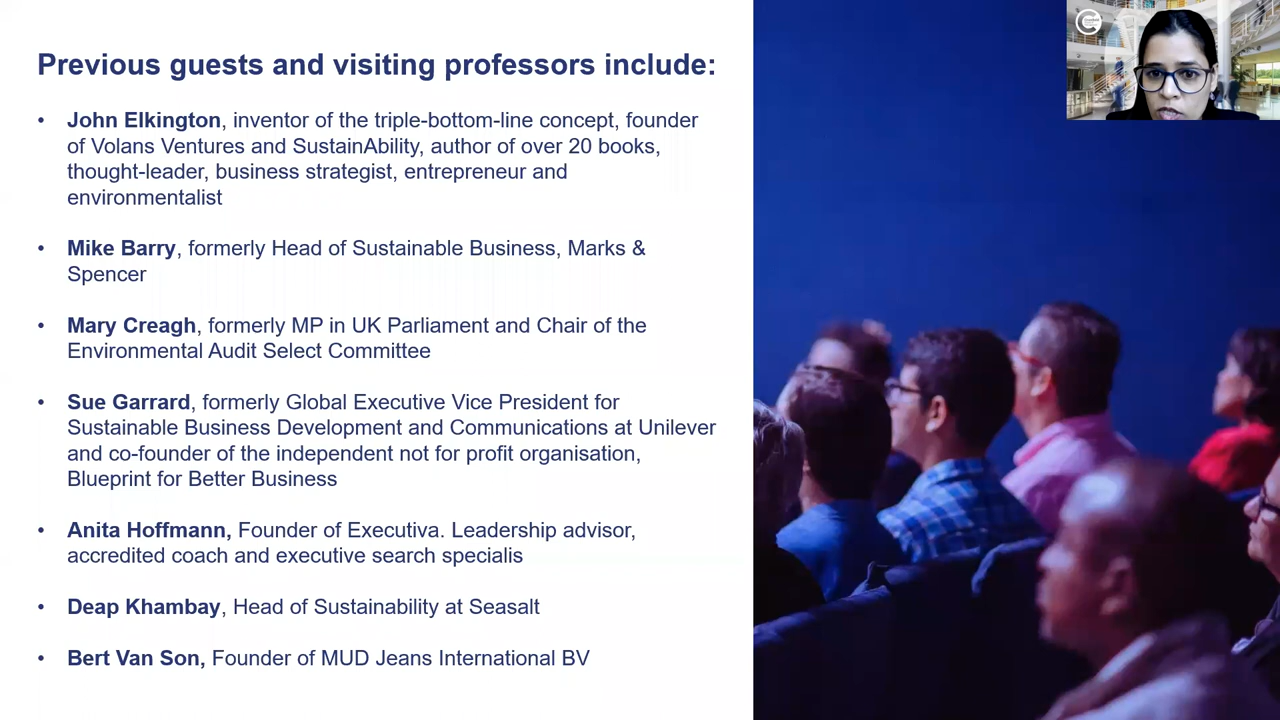 Previous guests and visiting professors include:
• John Elkington, inventor of the triple-bottom-line concept, founder
of Volans Ventures and SustainAbility, author of over 20 books,
thought-leader, business strategist, entrepreneur and
environmentalist
• Mike Barry, formerly Head of Sustainable Business, Marks &
Spencer
• Mary Creagh, formerly MP in UK Parliament and Chair of the
Environmental Audit Select Committee
• Sue Garrard, formerly Global Executive Vice President for
Sustainable Business Development and Communications at Unilever
and co-founder of the independent not for profit organisation,
Blueprint for Better Business
• Anita Hoffmann, Founder of Executiva. Leadership advisor,
accredited coach and executive search specialis
• Deap Khambay, Head of Sustainability at Seasalt
• Bert Van Son, Founder of MUD Jeans International BV